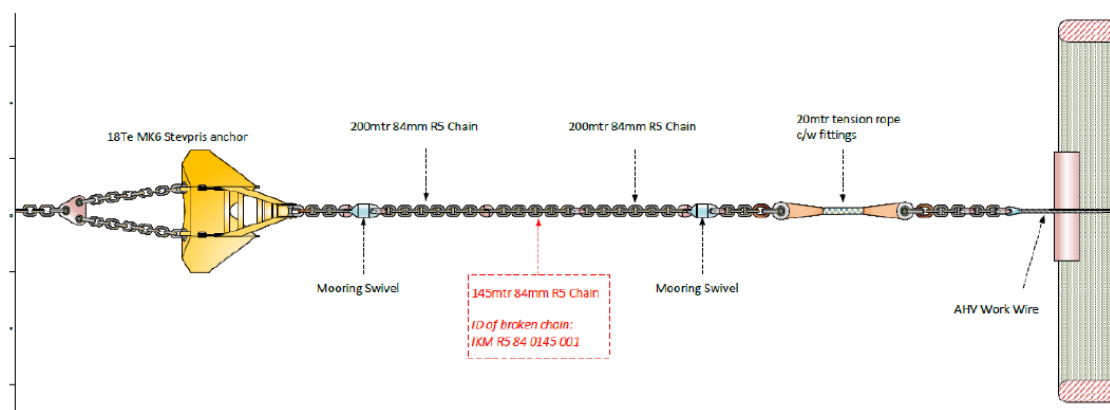 18Te MK6 Stevpris anchor
200mtr 84mm R5 Chain
200mtr 84mm R5 Chain
20mtr tension rope
c/w fittings
Mooring Swivel
145mtr 84mm R5 Chain
ID of broken chain:
IKM R5 84 0145 001
Mooring Swivel
AHV Work Wire